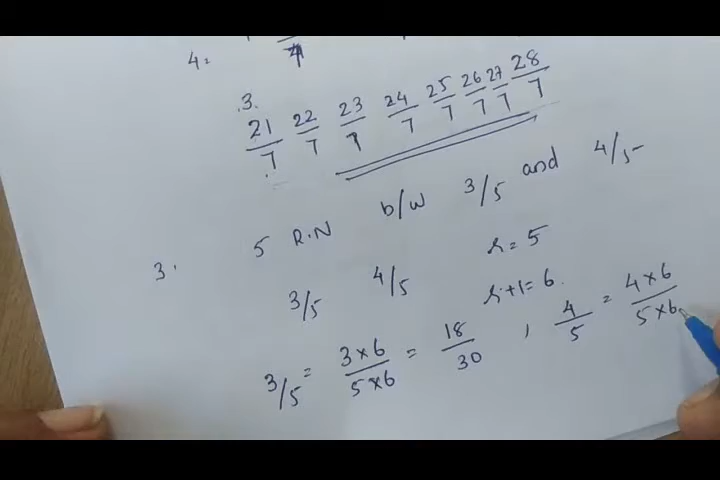 4=
4
3.
21/7 22/7 23/7 24/7 25/7 26/7 27/7 28/7
3. 5 R.N b/w 3/5 and 4/5
3/5 4/5 r=5
r+1=6.
3/5 = 3×6/5×6 = 18/30 , 4/5 = 4×6/5×6